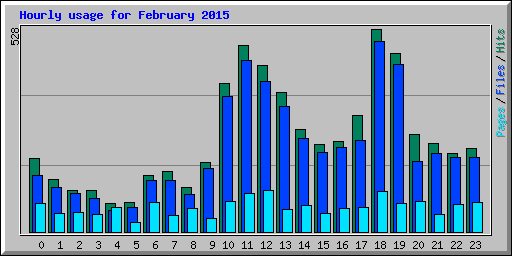 Hourly usage for February 2015
528
Pages/Files/Hits
0 1 2 3 4 5 6 7 8 9 10 11 12 13 14 15 16 17 18 19 20 21 22 23